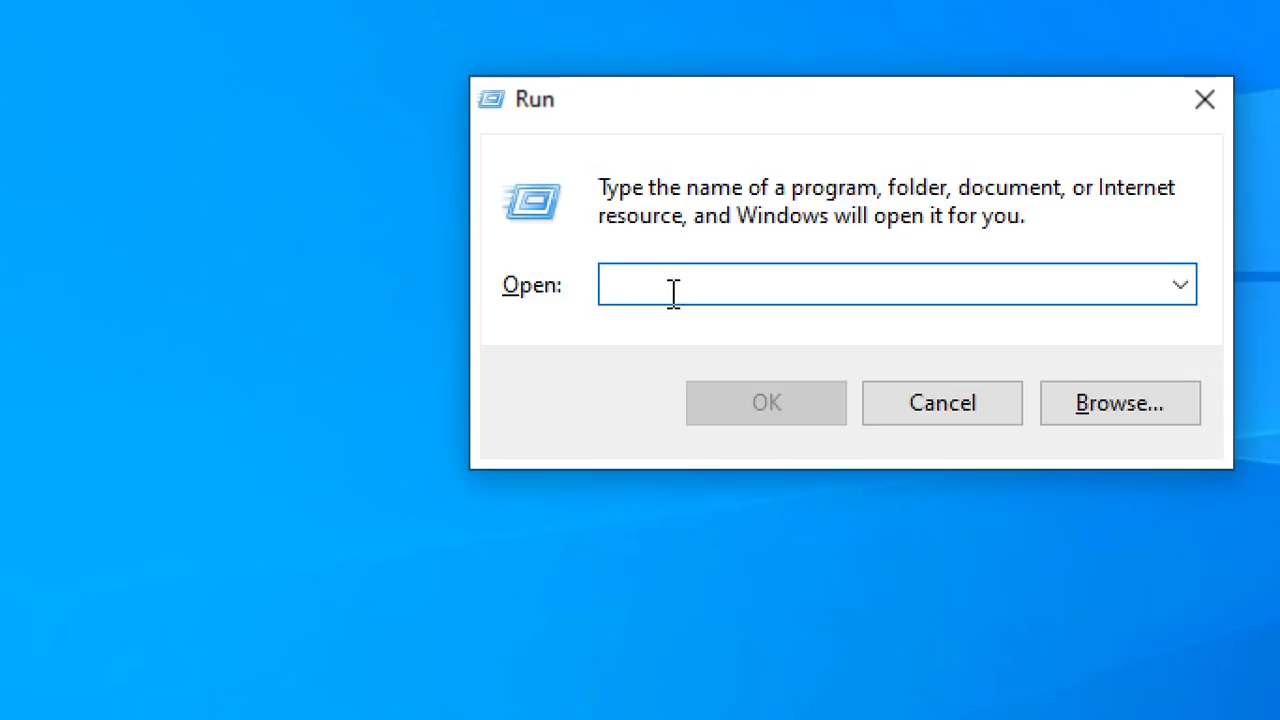 Run
Type the name of a program, folder, document, or Internet
resource, and Windows will open it for you.
Open:
OK
Cancel
Browse...